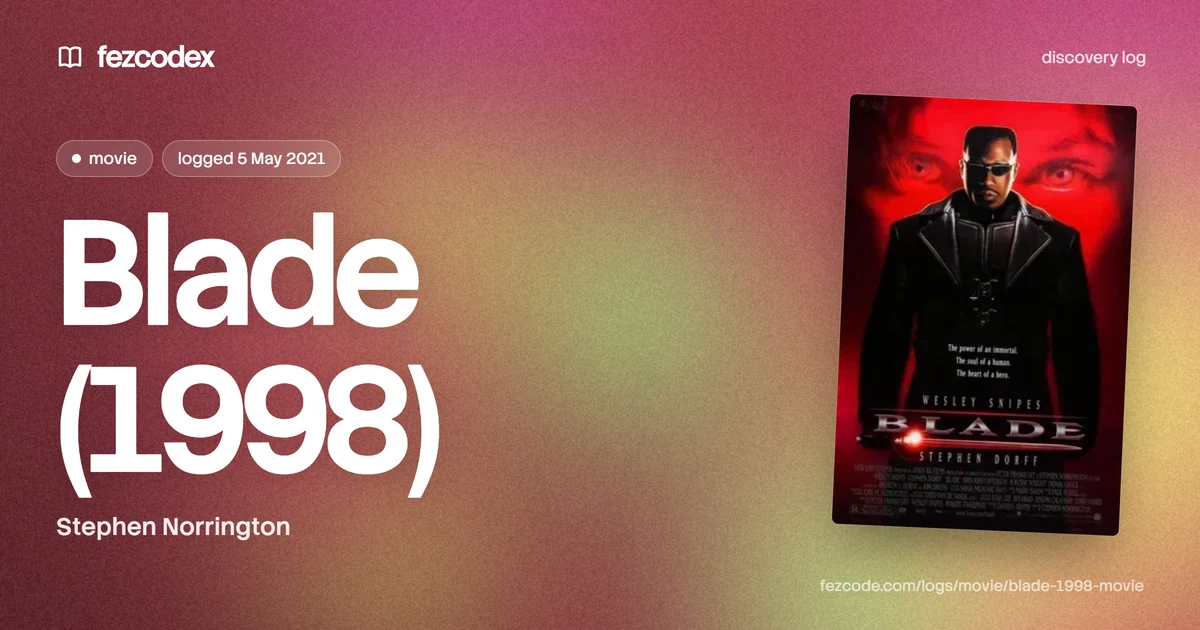 fezcodex
discovery log
movie
logged 5 May 2021
Blade
(1998)
Stephen Norrington
The power of an immortal.
The soul of a human.
The heart of a hero.
WESLEY SNIPES
BLADE
STEPHEN DORFF
fezcode.com/logs/movie/blade-1998-movie